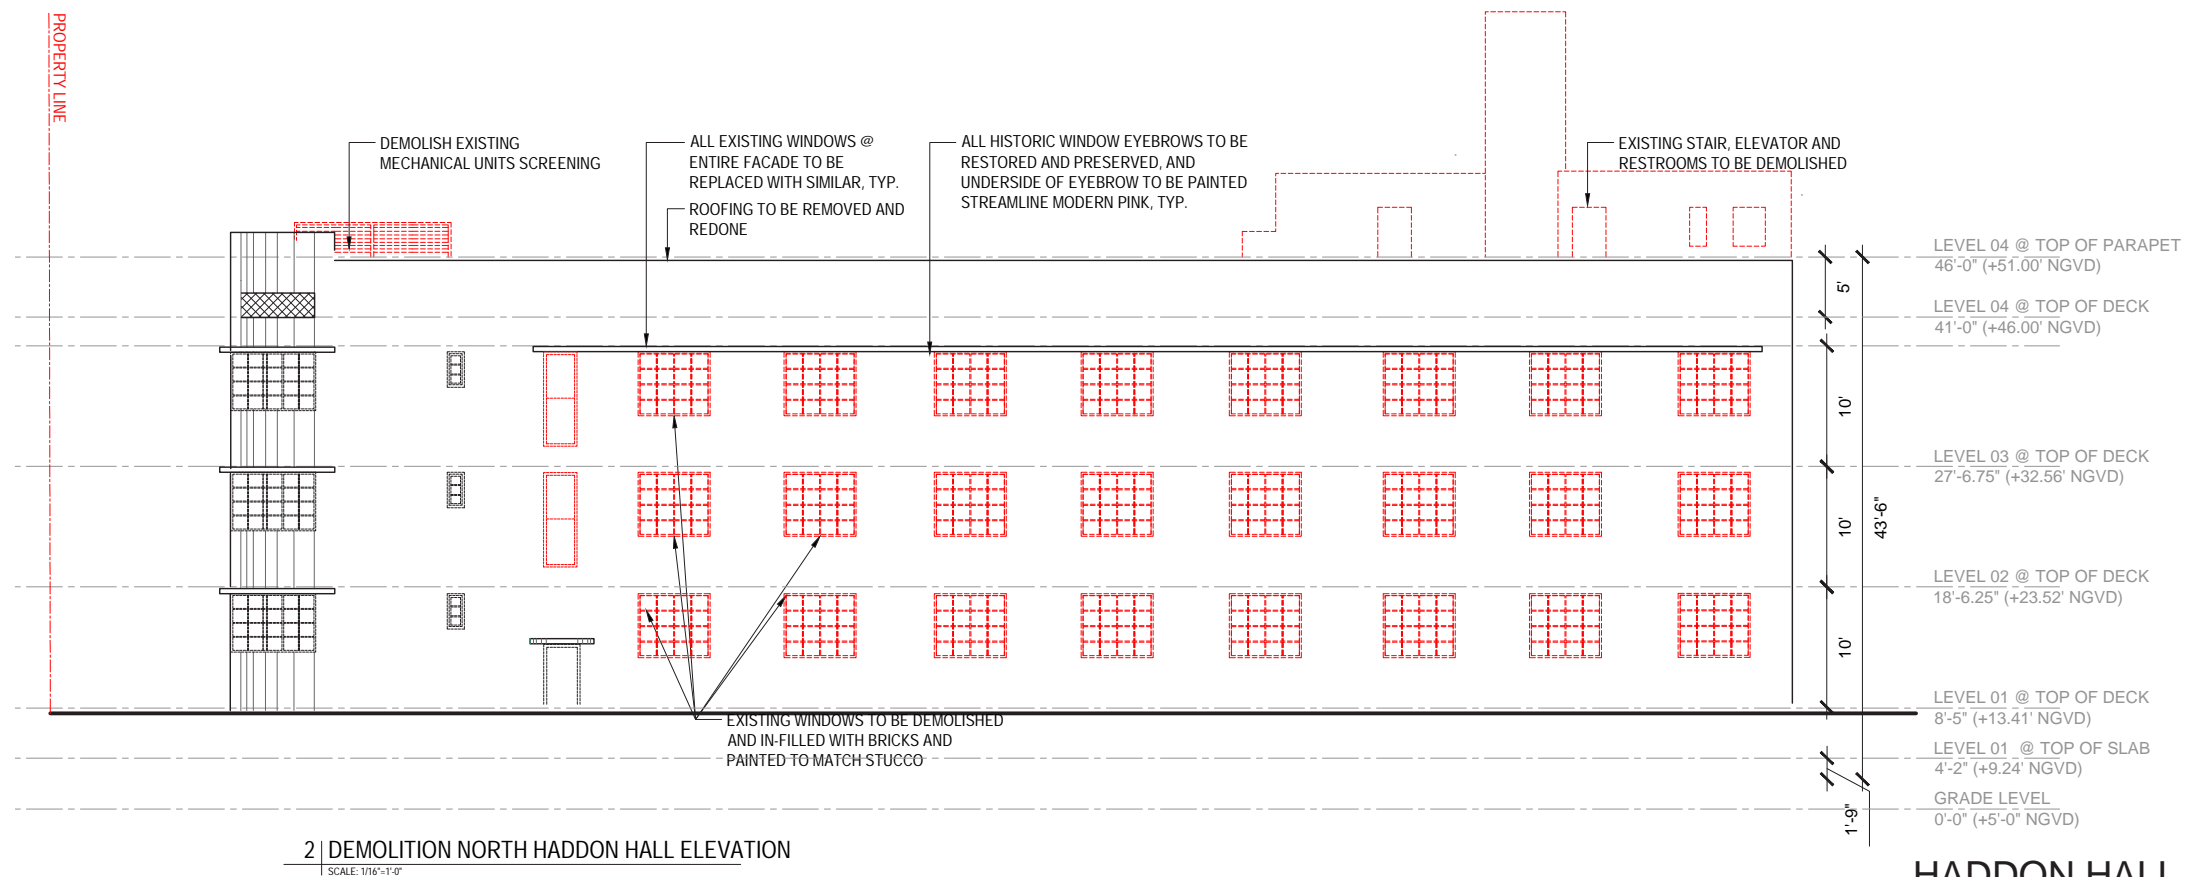 PROPERTY LINE
DEMOLISH EXISTING
MECHANICAL UNITS SCREENING
ALL EXISTING WINDOWS @
ENTIRE FACADE TO BE
REPLACED WITH SIMILAR, TYP.
ROOFING TO BE REMOVED AND
REDONE
ALL HISTORIC WINDOW EYEBROWS TO BE
RESTORED AND PRESERVED, AND
UNDERSIDE OF EYEBROW TO BE PAINTED
STREAMLINE MODERN PINK, TYP.
EXISTING STAIR, ELEVATOR AND
RESTROOMS TO BE DEMOLISHED
LEVEL 04 @ TOP OF PARAPET
46'-0" (+51.00' NGVD)
5'
LEVEL 04 @ TOP OF DECK
41'-0" (+46.00' NGVD)
10'
LEVEL 03 @ TOP OF DECK
27'-6.75" (+32.56' NGVD)
10'
43'-6"
LEVEL 02 @ TOP OF DECK
18'-6.25" (+23.52' NGVD)
10'
LEVEL 01 @ TOP OF DECK
8'-5" (+13.41' NGVD)
LEVEL 01 @ TOP OF SLAB
4'-2" (+9.24' NGVD)
1'-9"
GRADE LEVEL
0'-0" (+5'-0" NGVD)
EXISTING WINDOWS TO BE DEMOLISHED
AND IN-FILLED WITH BRICKS AND
PAINTED TO MATCH STUCCO
2 DEMOLITION NORTH HADDON HALL ELEVATION
SCALE: 1/16"=1'-0"
HADDON HALL